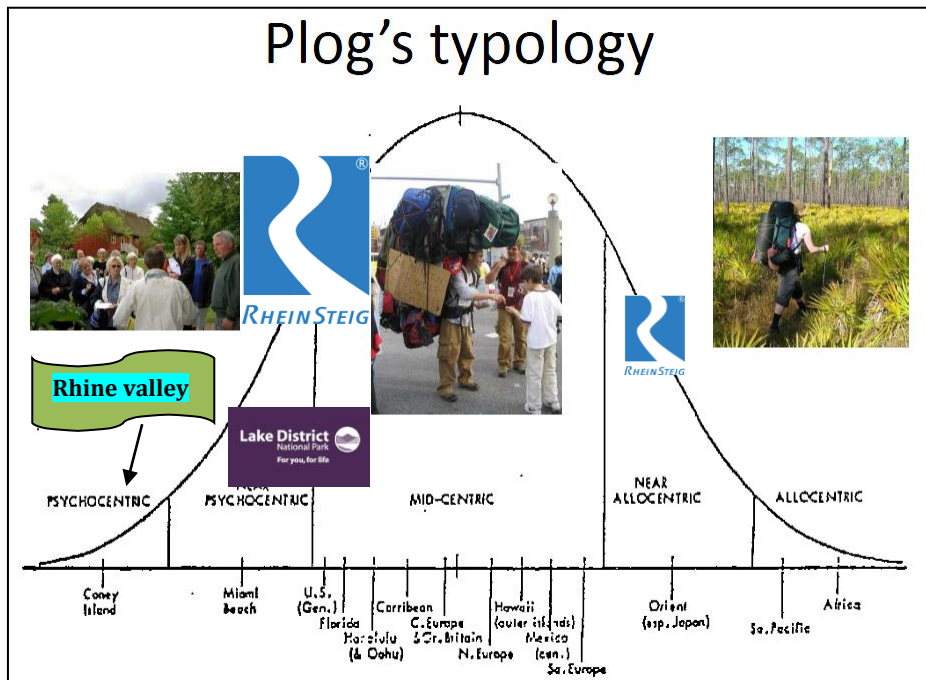 Plog's typology
®
RHEINSTEIG
®
RHEINSTEIG
Rhine valley
Lake District
National Park
For you, for life
PSYCHOCENTRIC
NEAR
PSYCHOCENTRIC
MID-CENTRIC
NEAR
ALLOCENTRIC
ALLOCENTRIC
Coney
Island
Miami
Beach
U.S.
(Gen.)
Florida
Honolulu
(& Oahu)
Carribean
C.Europe
& Gr.Britain
N.Europe
Hawaii
(outer islands)
Mexico
(cen.)
So.Europe
Orient
(esp. Japan)
So.Pacific
Africa